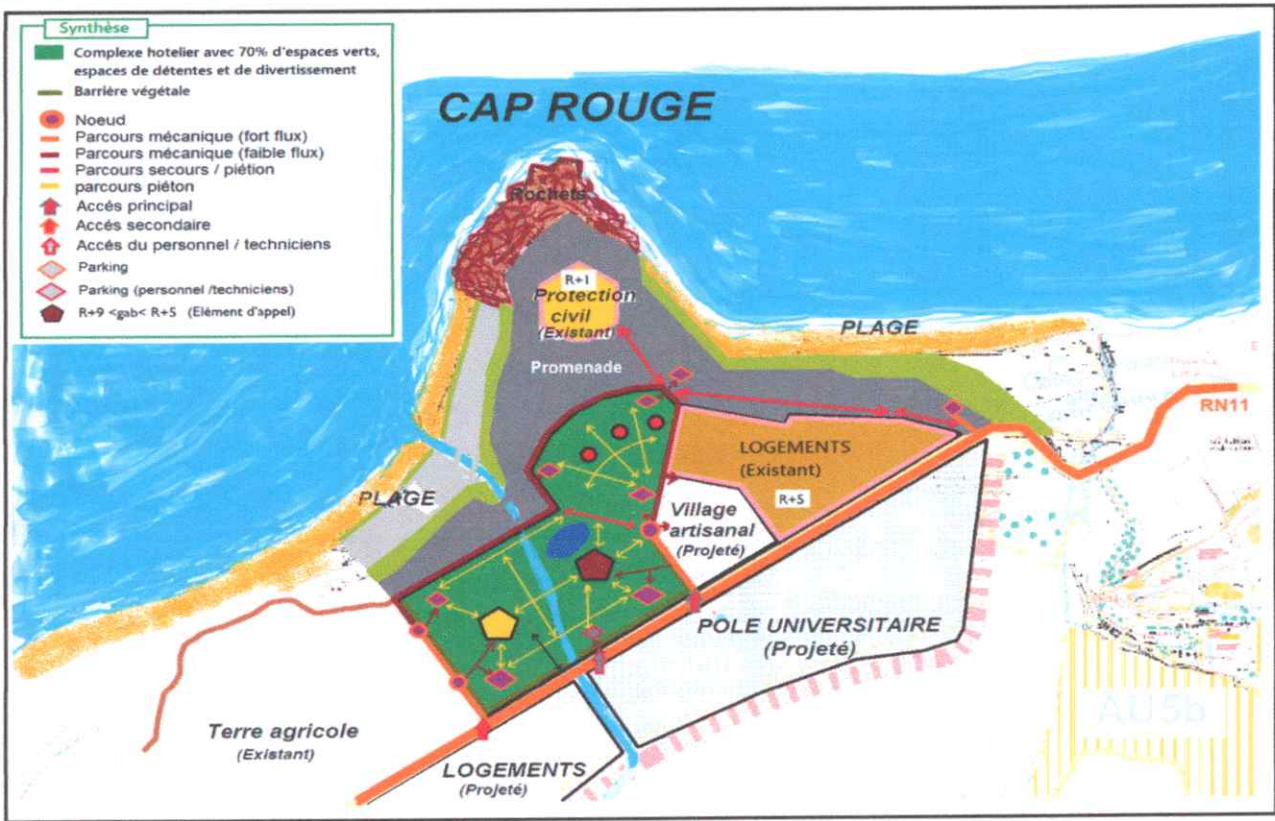 Synthèse
Complexe hotelier avec 70% d'espaces verts,
espaces de détentes et de divertissement
Barrière végétale
Noeud
Parcours mécanique (fort flux)
Parcours mécanique (faible flux)
Parcours secours / piétion
parcours piéton
Accés principal
Accés secondaire
Accés du personnel / techniciens
Parking
Parking (personnel /techniciens)
R+9 <gab< R+5 (Elément d'appel)
CAP ROUGE
Rochets
R+1
Protection
civil
(Existant)
PLAGE
Promenade
RN11
LOGEMENTS
(Existant)
R+5
PLAGE
Village
artisanal
(Projeté)
POLE UNIVERSITAIRE
(Projeté)
AU5b
Terre agricole
(Existant)
LOGEMENTS
(Projeté)